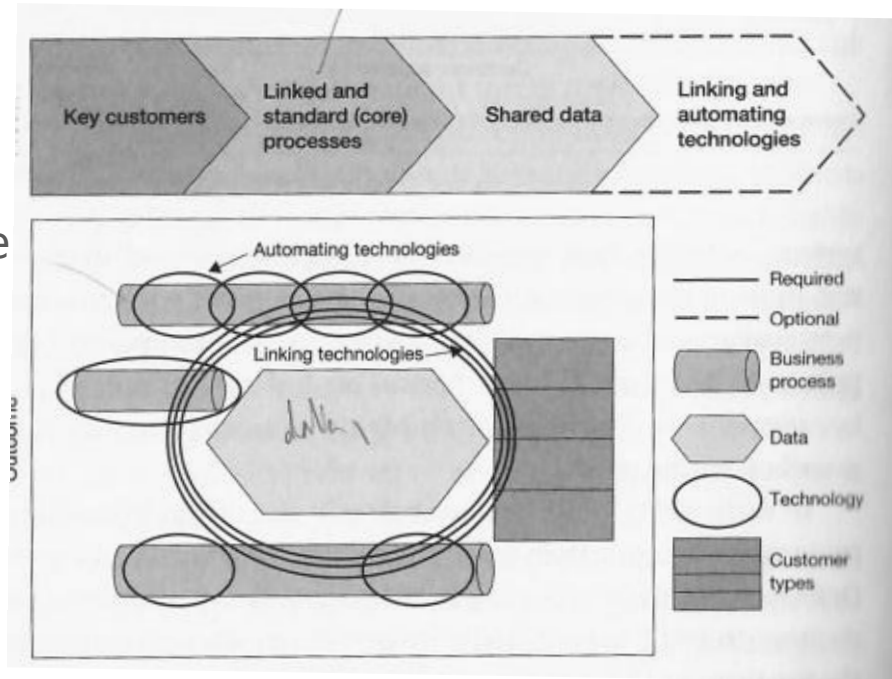 Key customers
Linked and
standard (core)
processes
Shared data
Linking and
automating
technologies
Automating technologies
Linking technologies
data
Required
Optional
Business
process
Data
Technology
Customer
types